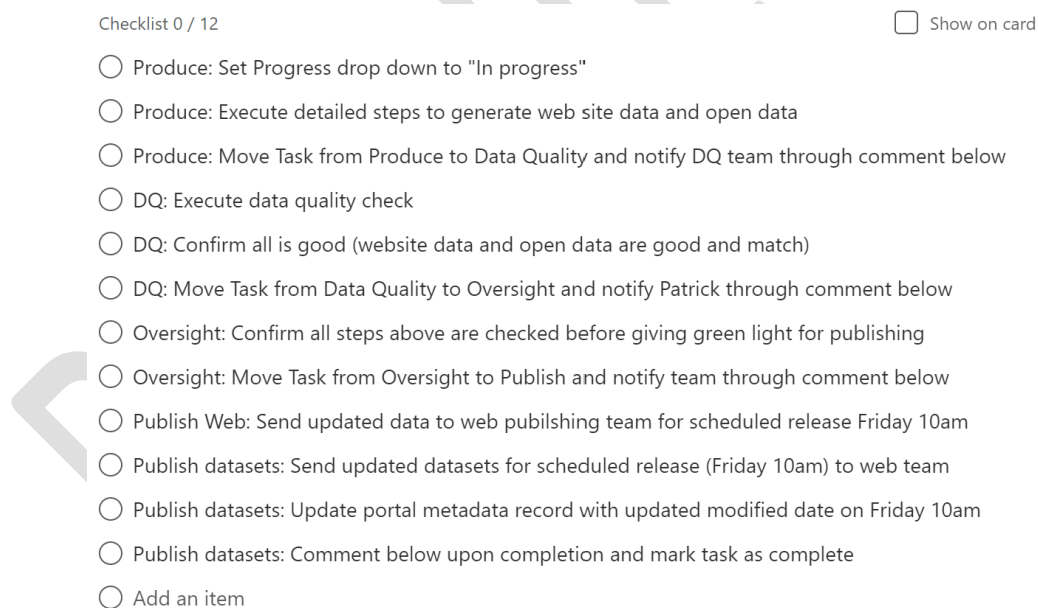 Checklist 0 / 12
Show on card
Produce: Set Progress drop down to "In progress"
Produce: Execute detailed steps to generate web site data and open data
Produce: Move Task from Produce to Data Quality and notify DQ team through comment below
DQ: Execute data quality check
DQ: Confirm all is good (website data and open data are good and match)
DQ: Move Task from Data Quality to Oversight and notify Patrick through comment below
Oversight: Confirm all steps above are checked before giving green light for publishing
Oversight: Move Task from Oversight to Publish and notify team through comment below
Publish Web: Send updated data to web pubilshing team for scheduled release Friday 10am
Publish datasets: Send updated datasets for scheduled release (Friday 10am) to web team
Publish datasets: Update portal metadata record with updated modified date on Friday 10am
Publish datasets: Comment below upon completion and mark task as complete
Add an item